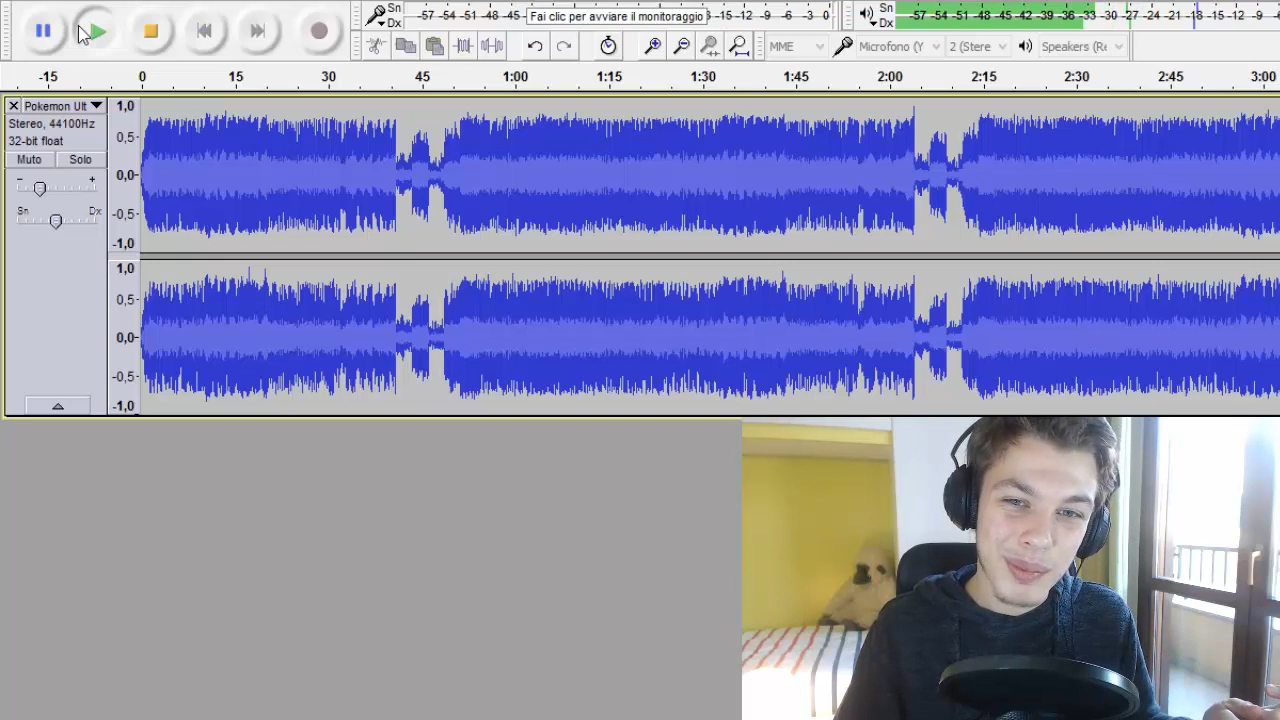 Sn
Dx
-57 -54 -51 -48 -45
Fai clic per avviare il monitoraggio
-15 -12 -9 -6 -3 0
Sn
Dx
-57 -54 -51 -48 -45 -42 -39 -36 -33 -30 -27 -24 -21 -18 -15 -12 -9
MME
Microfono (Y
2 (Stere
Speakers (Re
-15 0 15 30 45 1:00 1:15 1:30 1:45 2:00 2:15 2:30 2:45 3:00
Pokemon Ult
Stereo, 44100Hz
32-bit float
Muto Solo
- +
Sn Dx
1,0
0,5-
0,0-
-0,5-
-1,0
1,0
0,5-
0,0-
-0,5-
-1,0